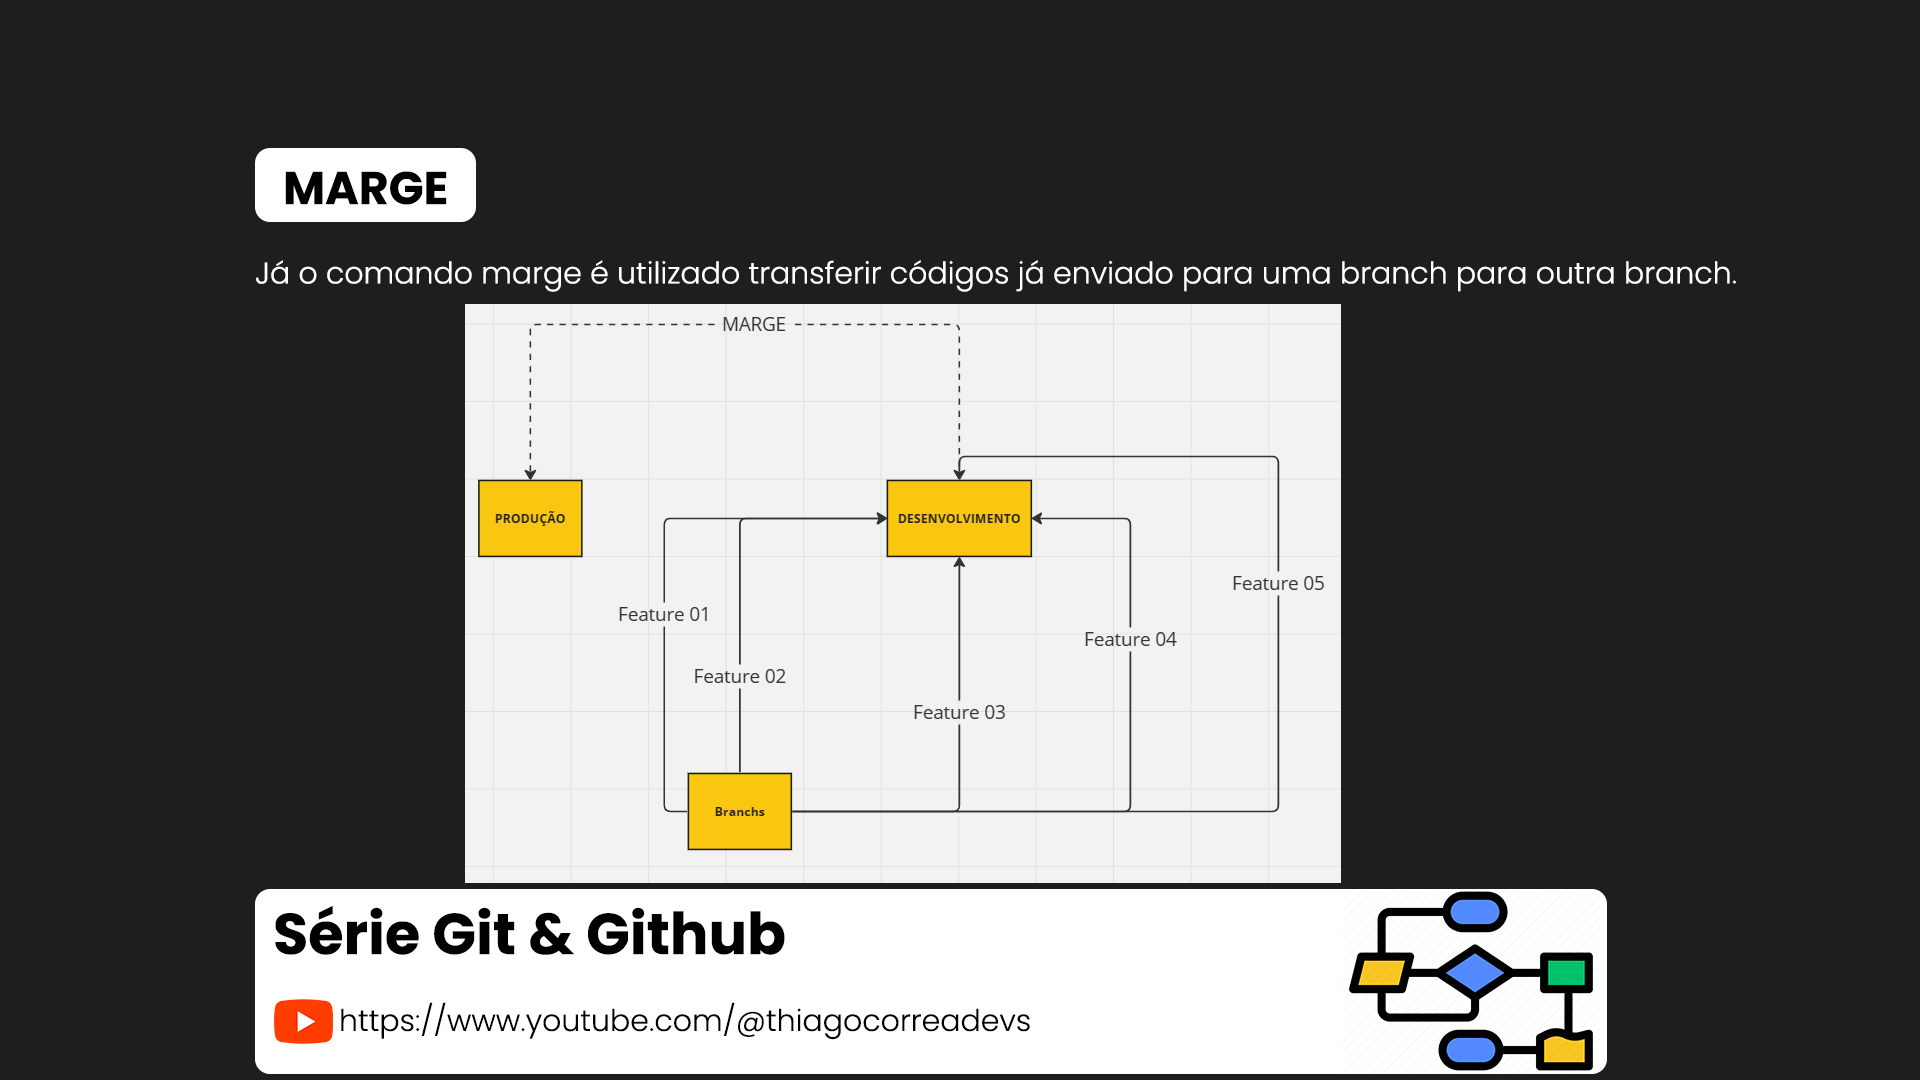 MARGE
Já o comando marge é utilizado transferir códigos já enviado para uma branch para outra branch.
MARGE
PRODUÇÃO
DESENVOLVIMENTO
Feature 05
Feature 01
Feature 04
Feature 02
Feature 03
Branchs
Série Git & Github
https://www.youtube.com/@thiagocorreadevs